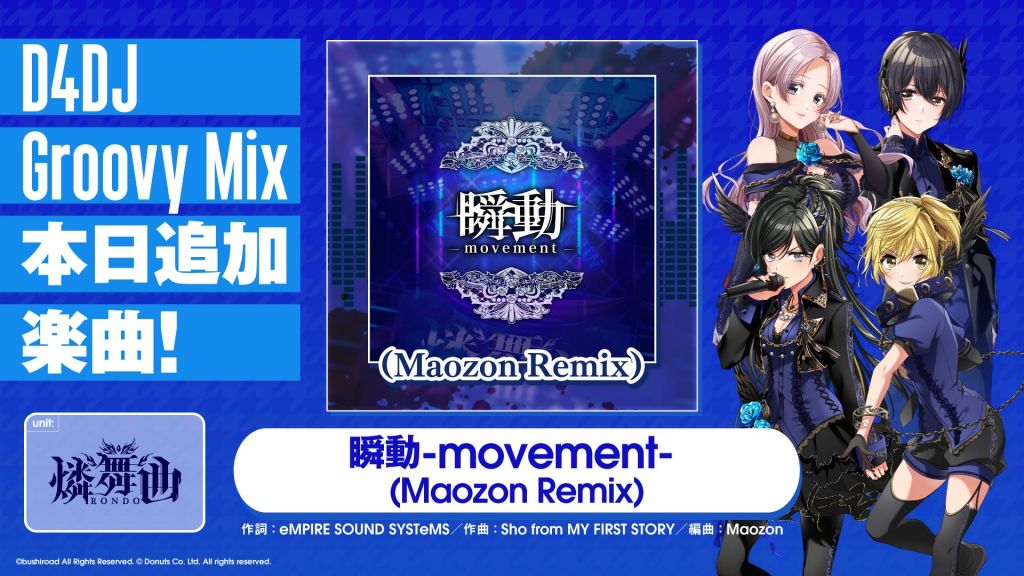 D4DJ
Groovy Mix
本日追加
楽曲!
瞬動
movement
(Maozon Remix)
unit:
燐舞曲
RONDO
瞬動-movement-
(Maozon Remix)
作詞：eMPIRE SOUND SYSTeMS／作曲：Sho from MY FIRST STORY／編曲：Maozon
©bushiroad All Rights Reserved. © Donuts Co. Ltd. All rights reserved.